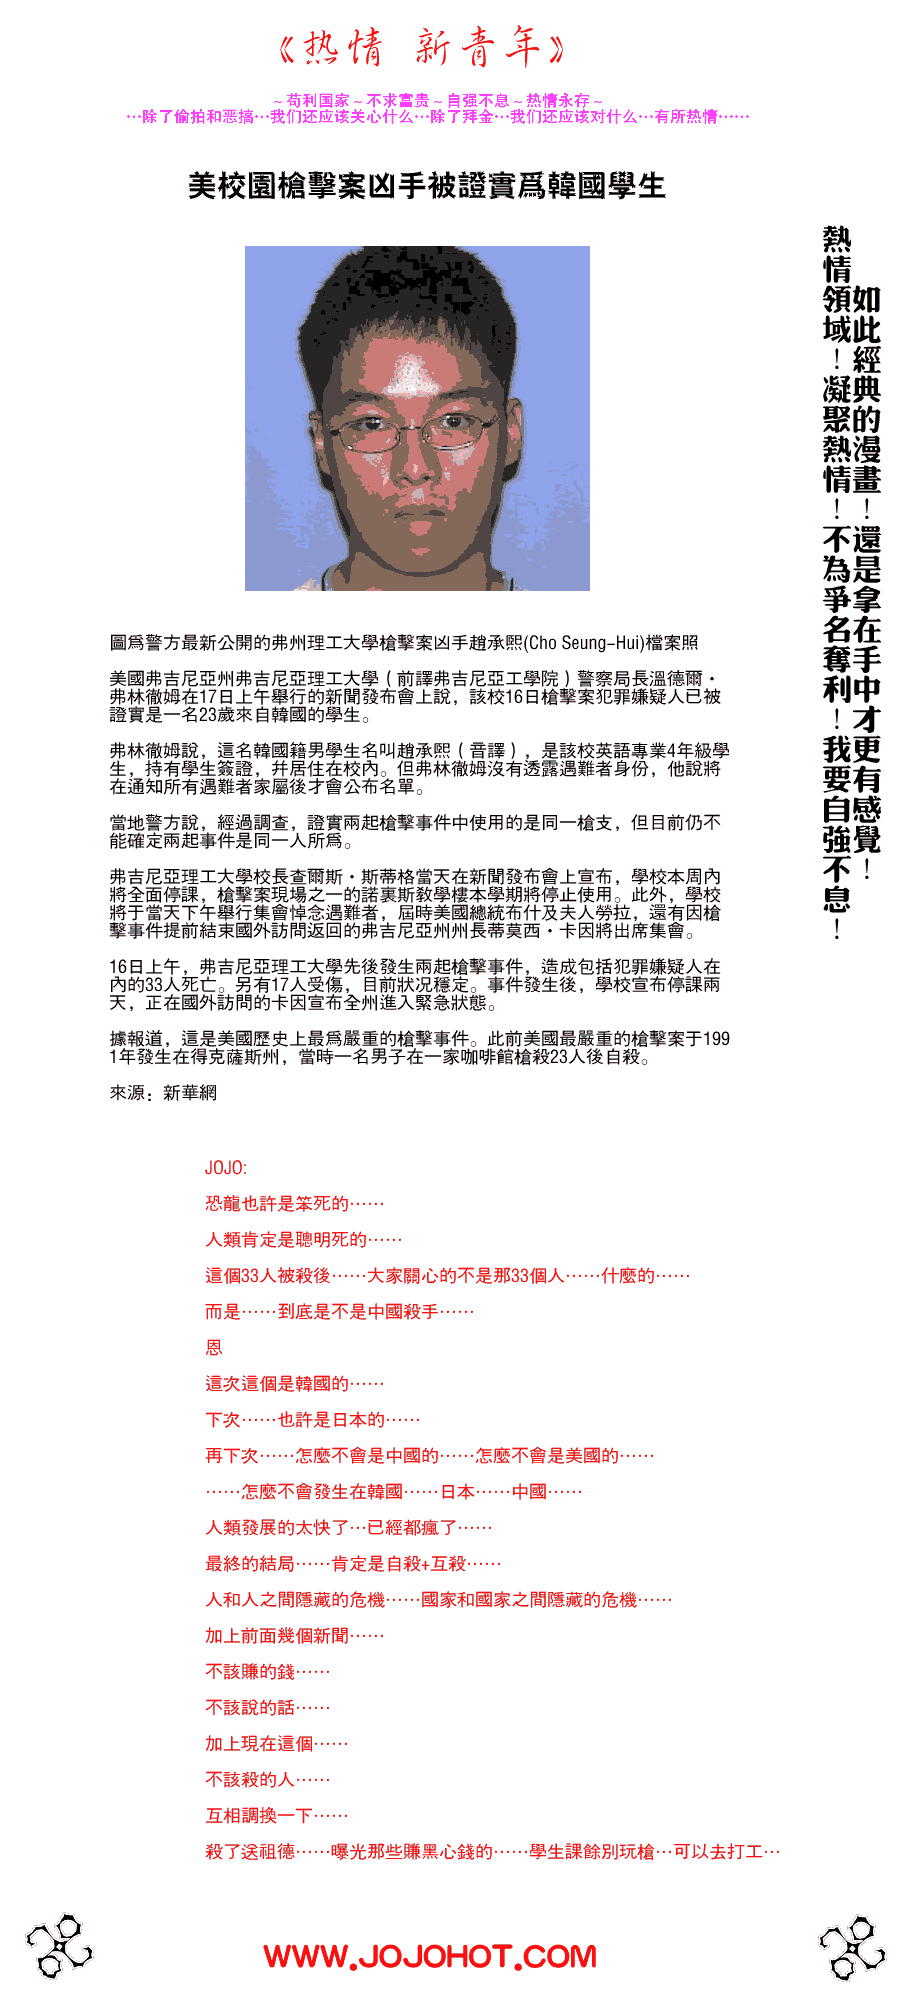 《热情 新青年》
~苟利国家~不求富贵~自强不息~热情永存~
…除了偷拍和恶搞…我们还应该关心什么…除了拜金…我们还应该对什么…有所热情……
美校園槍擊案凶手被證實爲韓國學生
如此經典的漫畫！還是拿在手中才更有感覺！
熱情領域！凝聚熱情！不為爭名奪利！我要自強不息！
圖爲警方最新公開的弗州理工大學槍擊案凶手趙承熙(Cho Seung-Hui)檔案照
美國弗吉尼亞州弗吉尼亞理工大學（前譯弗吉尼亞工學院）警察局長溫德爾·
弗林徹姆在17日上午舉行的新聞發布會上說，該校16日槍擊案犯罪嫌疑人已被
證實是一名23歲來自韓國的學生。
弗林徹姆說，這名韓國籍男學生名叫趙承熙（音譯），是該校英語專業4年級學
生，持有學生簽證，并居住在校內。但弗林徹姆沒有透露遇難者身份，他說將
在通知所有遇難者家屬後才會公布名單。
當地警方說，經過調查，證實兩起槍擊事件中使用的是同一槍支，但目前仍不
能確定兩起事件是同一人所爲。
弗吉尼亞理工大學校長查爾斯·斯蒂格當天在新聞發布會上宣布，學校本周內
將全面停課，槍擊案現場之一的諾裏斯敎學樓本學期將停止使用。此外，學校
將于當天下午舉行集會悼念遇難者，屆時美國總統布什及夫人勞拉，還有因槍
擊事件提前結束國外訪問返回的弗吉尼亞州州長蒂莫西·卡因將出席集會。
16日上午，弗吉尼亞理工大學先後發生兩起槍擊事件，造成包括犯罪嫌疑人在
內的33人死亡。另有17人受傷，目前狀况穩定。事件發生後，學校宣布停課兩
天，正在國外訪問的卡因宣布全州進入緊急狀態。
據報道，這是美國歷史上最爲嚴重的槍擊事件。此前美國最嚴重的槍擊案于199
1年發生在得克薩斯州，當時一名男子在一家咖啡館槍殺23人後自殺。
來源：新華網
JOJO:
恐龍也許是笨死的……
人類肯定是聰明死的……
這個33人被殺後……大家關心的不是那33個人……什麼的……
而是……到底是不是中國殺手……
恩
這次這個是韓國的……
下次……也許是日本的……
再下次……怎麼不會是中國的……怎麼不會是美國的……
……怎麼不會發生在韓國……日本……中國……
人類發展的太快了…已經都瘋了……
最終的結局……肯定是自殺+互殺……
人和人之間隱藏的危機……國家和國家之間隱藏的危機……
加上前面幾個新聞……
不該賺的錢……
不該說的話……
加上現在這個……
不該殺的人……
互相調換一下……
殺了送祖德……曝光那些賺黑心錢的……學生課餘別玩槍…可以去打工…
WWW.JOJOHOT.COM